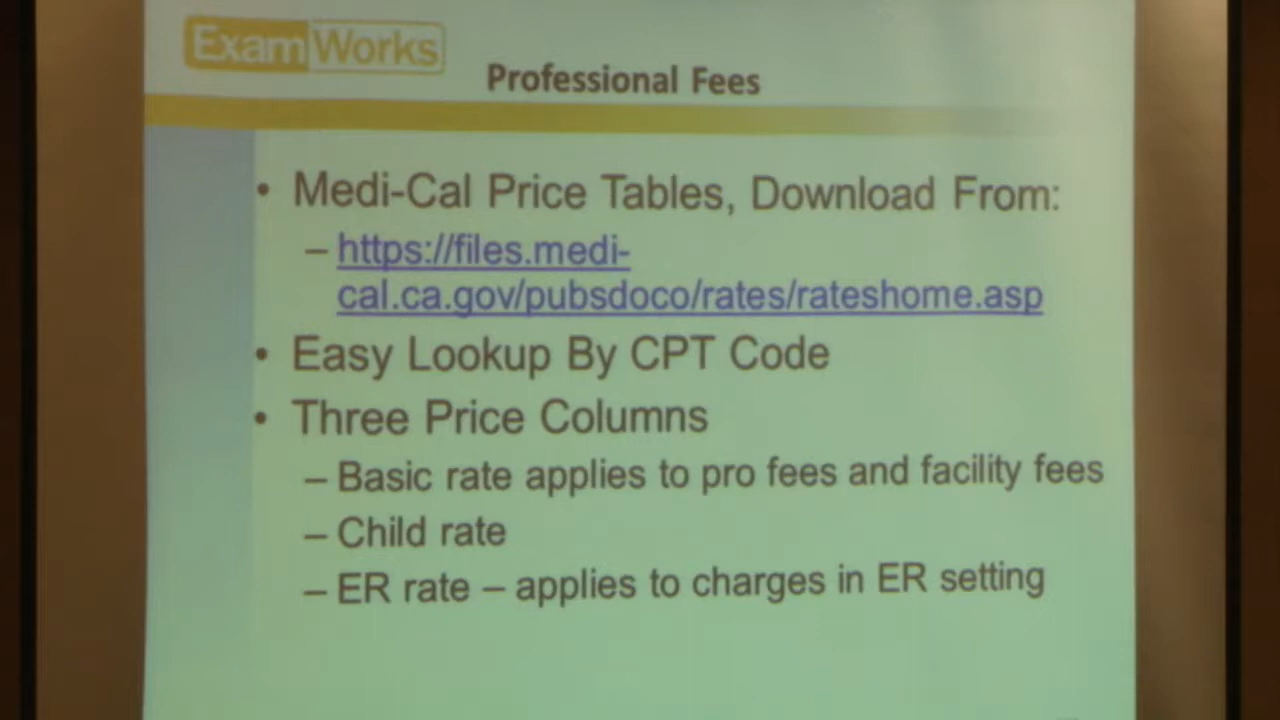 ExamWorks
Professional Fees
• Medi-Cal Price Tables, Download From:
– https://files.medi-
cal.ca.gov/pubsdoco/rates/rateshome.asp
• Easy Lookup By CPT Code
• Three Price Columns
– Basic rate applies to pro fees and facility fees
– Child rate
– ER rate – applies to charges in ER setting